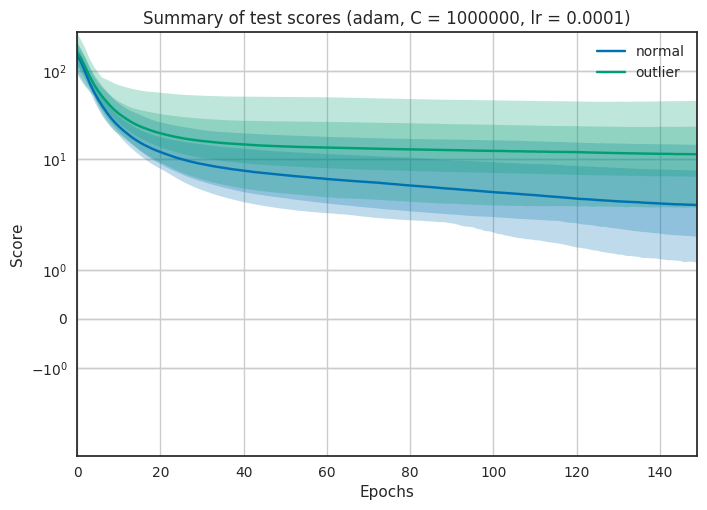 Summary of test scores (adam, C = 1000000, lr = 0.0001)
normal
outlier
10²
10¹
10⁰
0
−10⁰
Score
0 20 40 60 80 100 120 140
Epochs